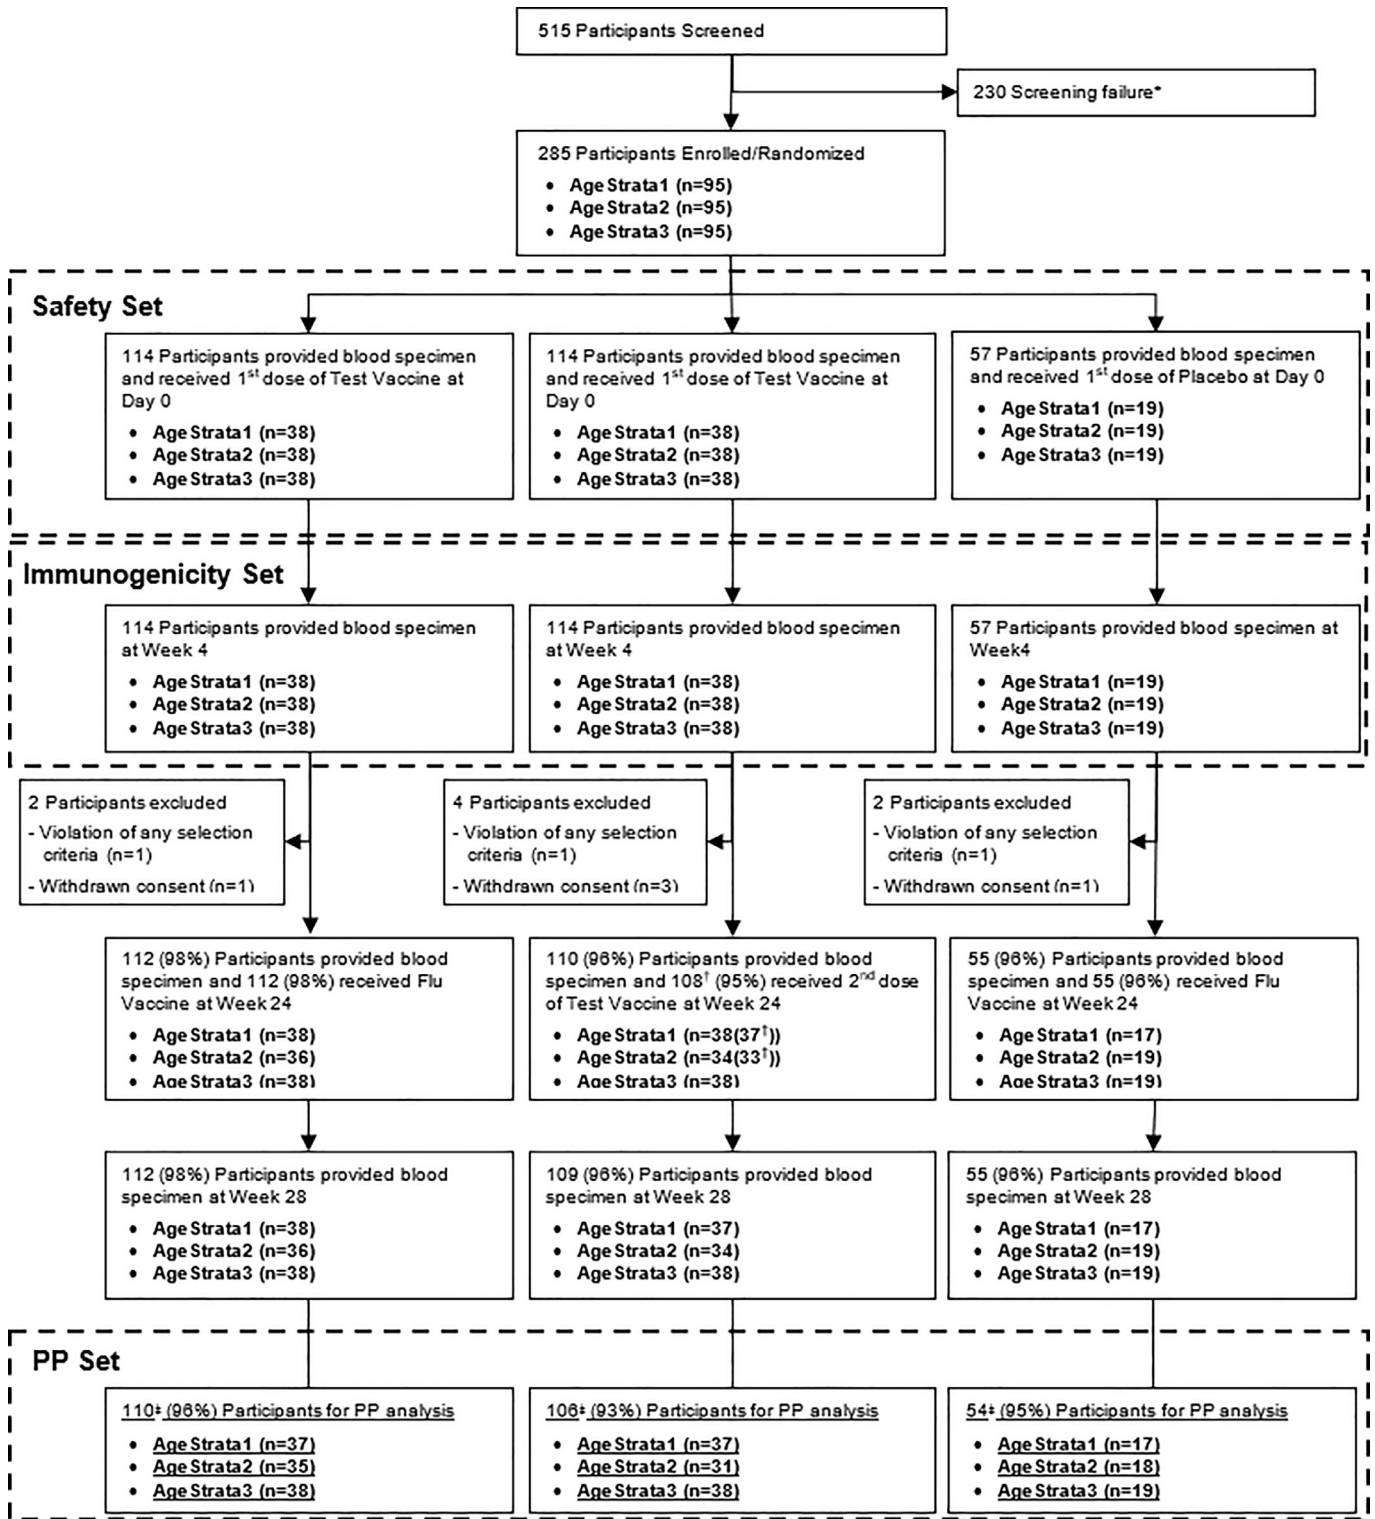 515 Participants Screened
230 Screening failure*
285 Participants Enrolled/Randomized
• Age Strata1 (n=95)
• Age Strata2 (n=95)
• Age Strata3 (n=95)
Safety Set
114 Participants provided blood specimen
and received 1st dose of Test Vaccine at
Day 0
• Age Strata1 (n=38)
• Age Strata2 (n=38)
• Age Strata3 (n=38)
114 Participants provided blood specimen
and received 1st dose of Test Vaccine at
Day 0
• Age Strata1 (n=38)
• Age Strata2 (n=38)
• Age Strata3 (n=38)
57 Participants provided blood specimen
and received 1st dose of Placebo at Day 0
• Age Strata1 (n=19)
• Age Strata2 (n=19)
• Age Strata3 (n=19)
Immunogenicity Set
114 Participants provided blood specimen
at Week 4
• Age Strata1 (n=38)
• Age Strata2 (n=38)
• Age Strata3 (n=38)
114 Participants provided blood specimen
at Week 4
• Age Strata1 (n=38)
• Age Strata2 (n=38)
• Age Strata3 (n=38)
57 Participants provided blood specimen at
Week4
• Age Strata1 (n=19)
• Age Strata2 (n=19)
• Age Strata3 (n=19)
2 Participants excluded
- Violation of any selection
criteria (n=1)
- Withdrawn consent (n=1)
4 Participants excluded
- Violation of any selection
criteria (n=1)
- Withdrawn consent (n=3)
2 Participants excluded
- Violation of any selection
criteria (n=1)
- Withdrawn consent (n=1)
112 (98%) Participants provided blood
specimen and 112 (98%) received Flu
Vaccine at Week 24
• Age Strata1 (n=38)
• Age Strata2 (n=36)
• Age Strata3 (n=38)
110 (96%) Participants provided blood
specimen and 108† (95%) received 2nd dose
of Test Vaccine at Week 24
• Age Strata1 (n=38(37†))
• Age Strata2 (n=34(33†))
• Age Strata3 (n=38)
55 (96%) Participants provided blood
specimen and 55 (96%) received Flu
Vaccine at Week 24
• Age Strata1 (n=17)
• Age Strata2 (n=19)
• Age Strata3 (n=19)
112 (98%) Participants provided blood
specimen at Week 28
• Age Strata1 (n=38)
• Age Strata2 (n=36)
• Age Strata3 (n=38)
109 (96%) Participants provided blood
specimen at Week 28
• Age Strata1 (n=37)
• Age Strata2 (n=34)
• Age Strata3 (n=38)
55 (96%) Participants provided blood
specimen at Week 28
• Age Strata1 (n=17)
• Age Strata2 (n=19)
• Age Strata3 (n=19)
PP Set
110‡ (96%) Participants for PP analysis
• Age Strata1 (n=37)
• Age Strata2 (n=35)
• Age Strata3 (n=38)
106‡ (93%) Participants for PP analysis
• Age Strata1 (n=37)
• Age Strata2 (n=31)
• Age Strata3 (n=38)
54‡ (95%) Participants for PP analysis
• Age Strata1 (n=17)
• Age Strata2 (n=18)
• Age Strata3 (n=19)